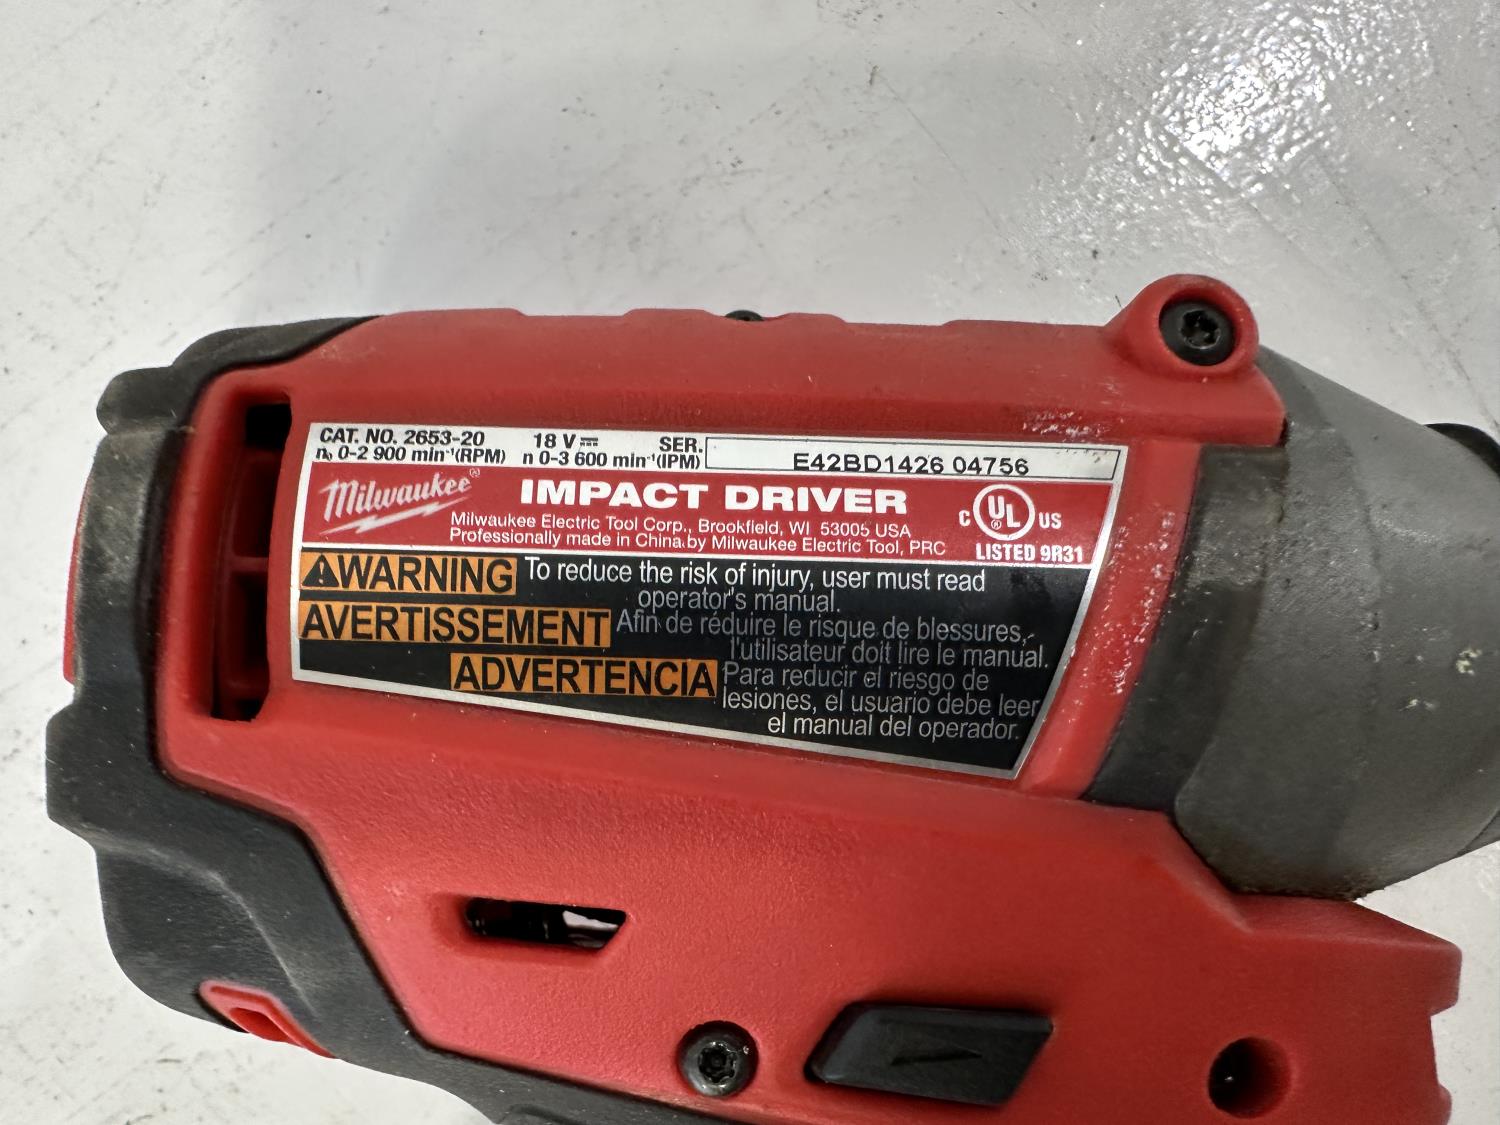 CAT. NO. 2653-20 18 V⎓ SER. E42BD1426 04756
n₀ 0-2 900 min⁻¹(RPM) n 0-3 600 min⁻¹(IPM)
Milwaukee® IMPACT DRIVER
Milwaukee Electric Tool Corp., Brookfield, WI 53005 USA
Professionally made in China by Milwaukee Electric Tool, PRC
C UL® US
LISTED 9R31
WARNING To reduce the risk of injury, user must read
operator's manual.
AVERTISSEMENT Afin de réduire le risque de blessures,
l'utilisateur doit lire le manual.
ADVERTENCIA Para reducir el riesgo de
lesiones, el usuario debe leer
el manual del operador.